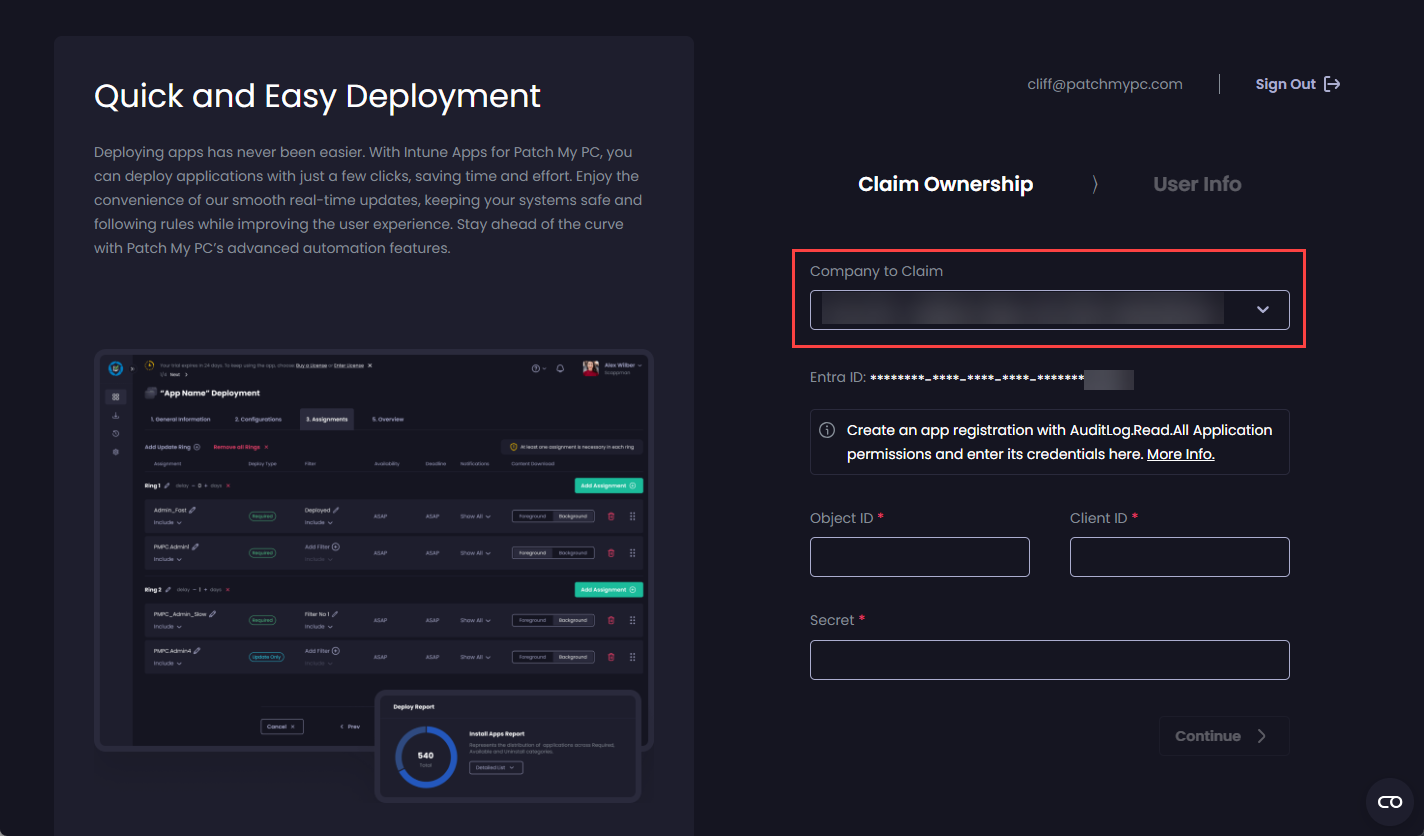 Quick and Easy Deployment
Deploying apps has never been easier. With Intune Apps for Patch My PC, you
can deploy applications with just a few clicks, saving time and effort. Enjoy the
convenience of our smooth real-time updates, keeping your systems safe and
following rules while improving the user experience. Stay ahead of the curve
with Patch My PC’s advanced automation features.
Your trial expires in 24 days. To keep using the app, choose Buy a License or Enter License
1/4 Next
Alex Wilber
"App Name" Deployment
1. General Information 2. Configurations 3. Assignments 5. Overview
Add Update Ring Remove all Rings × At least one assignment is necessary in each ring
Assignment Deploy Type Filter Availability Deadline Notifications Content Download
Ring 1 delay - 0 + days × Add Assignment
Admin_Fast Required Deployed ASAP ASAP Show All Foreground Background
Include Include
PMPC.Admin1 Required Add Filter ASAP ASAP Show All Foreground Background
Include Include
Ring 2 delay - 1 + days × Add Assignment
PMPC_Admin_Slow Required Filter No 1 ASAP ASAP Show All Foreground Background
Include Include
PMPC.Admin4 Update Only Add Filter ASAP ASAP Show All Foreground Background
Include Include
Cancel × Prev
Deploy Report
540
Total
Install Apps Report
Represents the distribution of applications across Required,
Available and Uninstall categories.
Detailed List
cliff@patchmypc.com Sign Out
Claim Ownership User Info
Company to Claim
Entra ID: ********-****-****-****-*******
Create an app registration with AuditLog.Read.All Application
permissions and enter its credentials here. More Info.
Object ID * Client ID *
Secret *
Continue